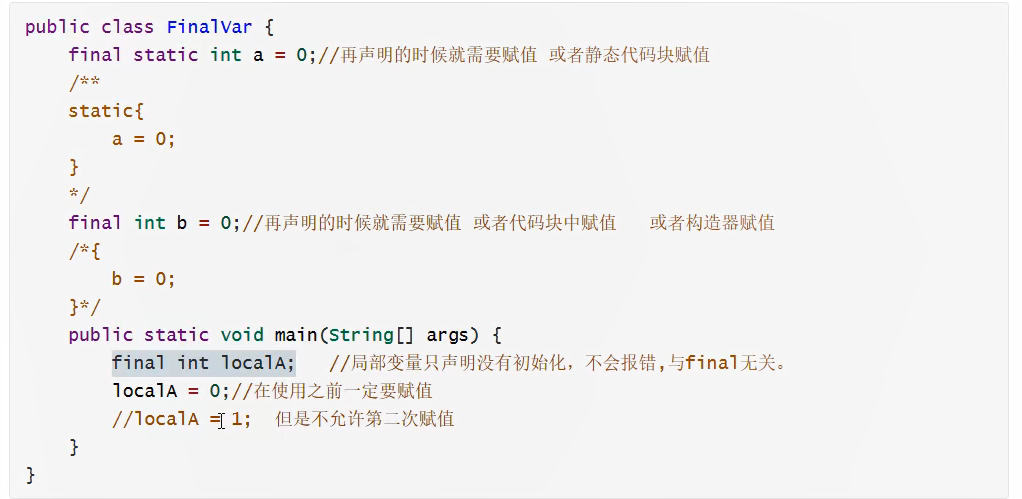 public class FinalVar {
final static int a = 0;//再声明的时候就需要赋值 或者静态代码块赋值
/**
static{
a = 0;
}
*/
final int b = 0;//再声明的时候就需要赋值 或者代码块中赋值 或者构造器赋值
/*{
b = 0;
}*/
public static void main(String[] args) {
final int localA; //局部变量只声明没有初始化，不会报错,与final无关。
localA = 0;//在使用之前一定要赋值
//localA = 1; 但是不允许第二次赋值
}
}